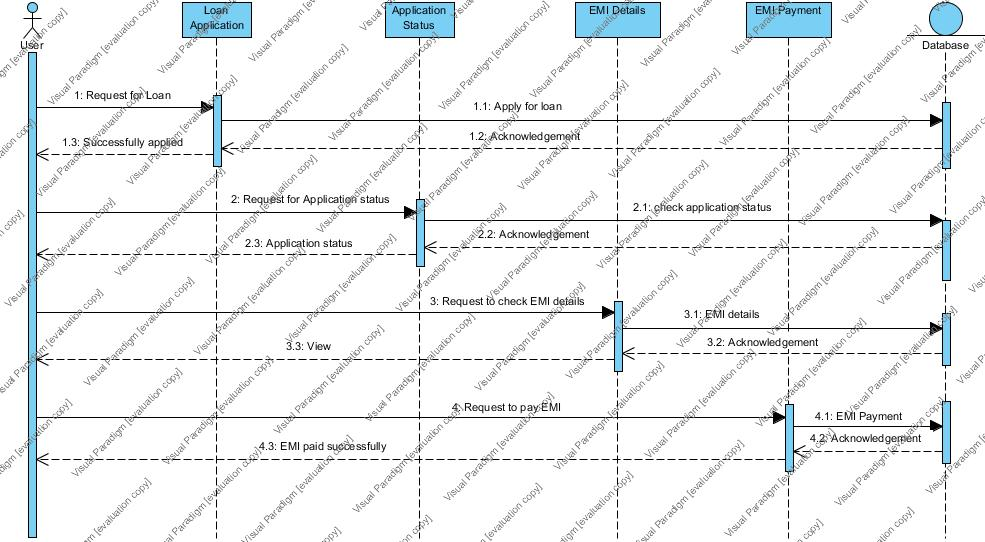 Loan
Application
Application
Status
EMI Details
EMI Payment
User
Database
1: Request for Loan
1.1: Apply for loan
1.2: Acknowledgement
1.3: Successfully applied
2: Request for Application status
2.1: check application status
2.2: Acknowledgement
2.3: Application status
3: Request to check EMI details
3.1: EMI details
3.2: Acknowledgement
3.3: View
4: Request to pay EMI
4.1: EMI Payment
4.2: Acknowledgement
4.3: EMI paid successfully
Visual Paradigm [evaluation copy]